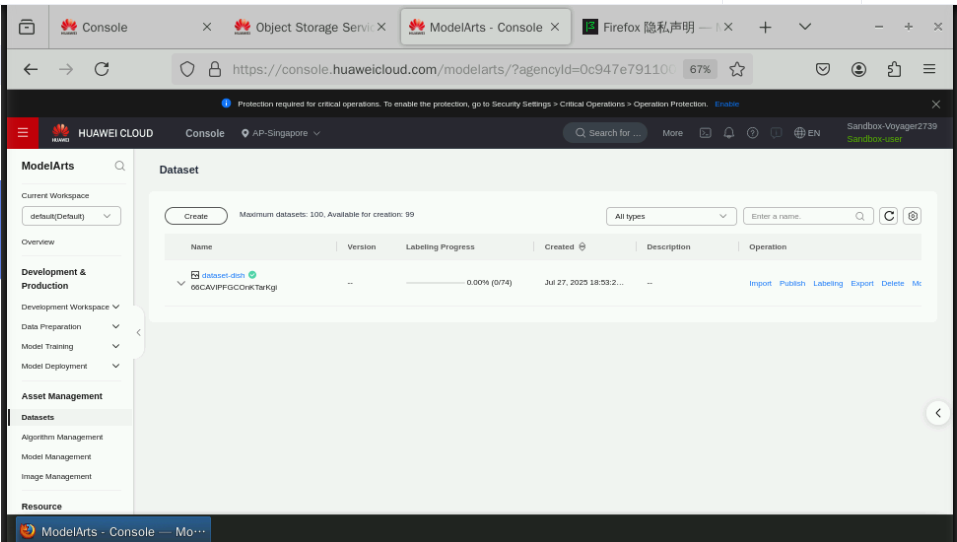 Console
Object Storage Servic
ModelArts - Console
Firefox 隐私声明 — M
https://console.huaweicloud.com/modelarts/?agencyId=0c947e79110
67%
Protection required for critical operations. To enable the protection, go to Security Settings > Critical Operations > Operation Protection. Enable
HUAWEI
HUAWEI CLOUD
Console
AP-Singapore
Search for ...
More
EN
Sandbox-Voyager2739
Sandbox-user
ModelArts
Current Workspace
default(Default)
Overview
Development &
Production
Development Workspace
Data Preparation
Model Training
Model Deployment
Asset Management
Datasets
Algorithm Management
Model Management
Image Management
Resource
Dataset
Create
Maximum datasets: 100, Available for creation: 99
All types
Enter a name.
Name Version Labeling Progress Created Description Operation
dataset-dish
66CAVIPFGCOnKTarKgi
-- 0.00% (0/74) Jul 27, 2025 18:53:2... -- Import Publish Labeling Export Delete Mc
ModelArts - Console — Mo···